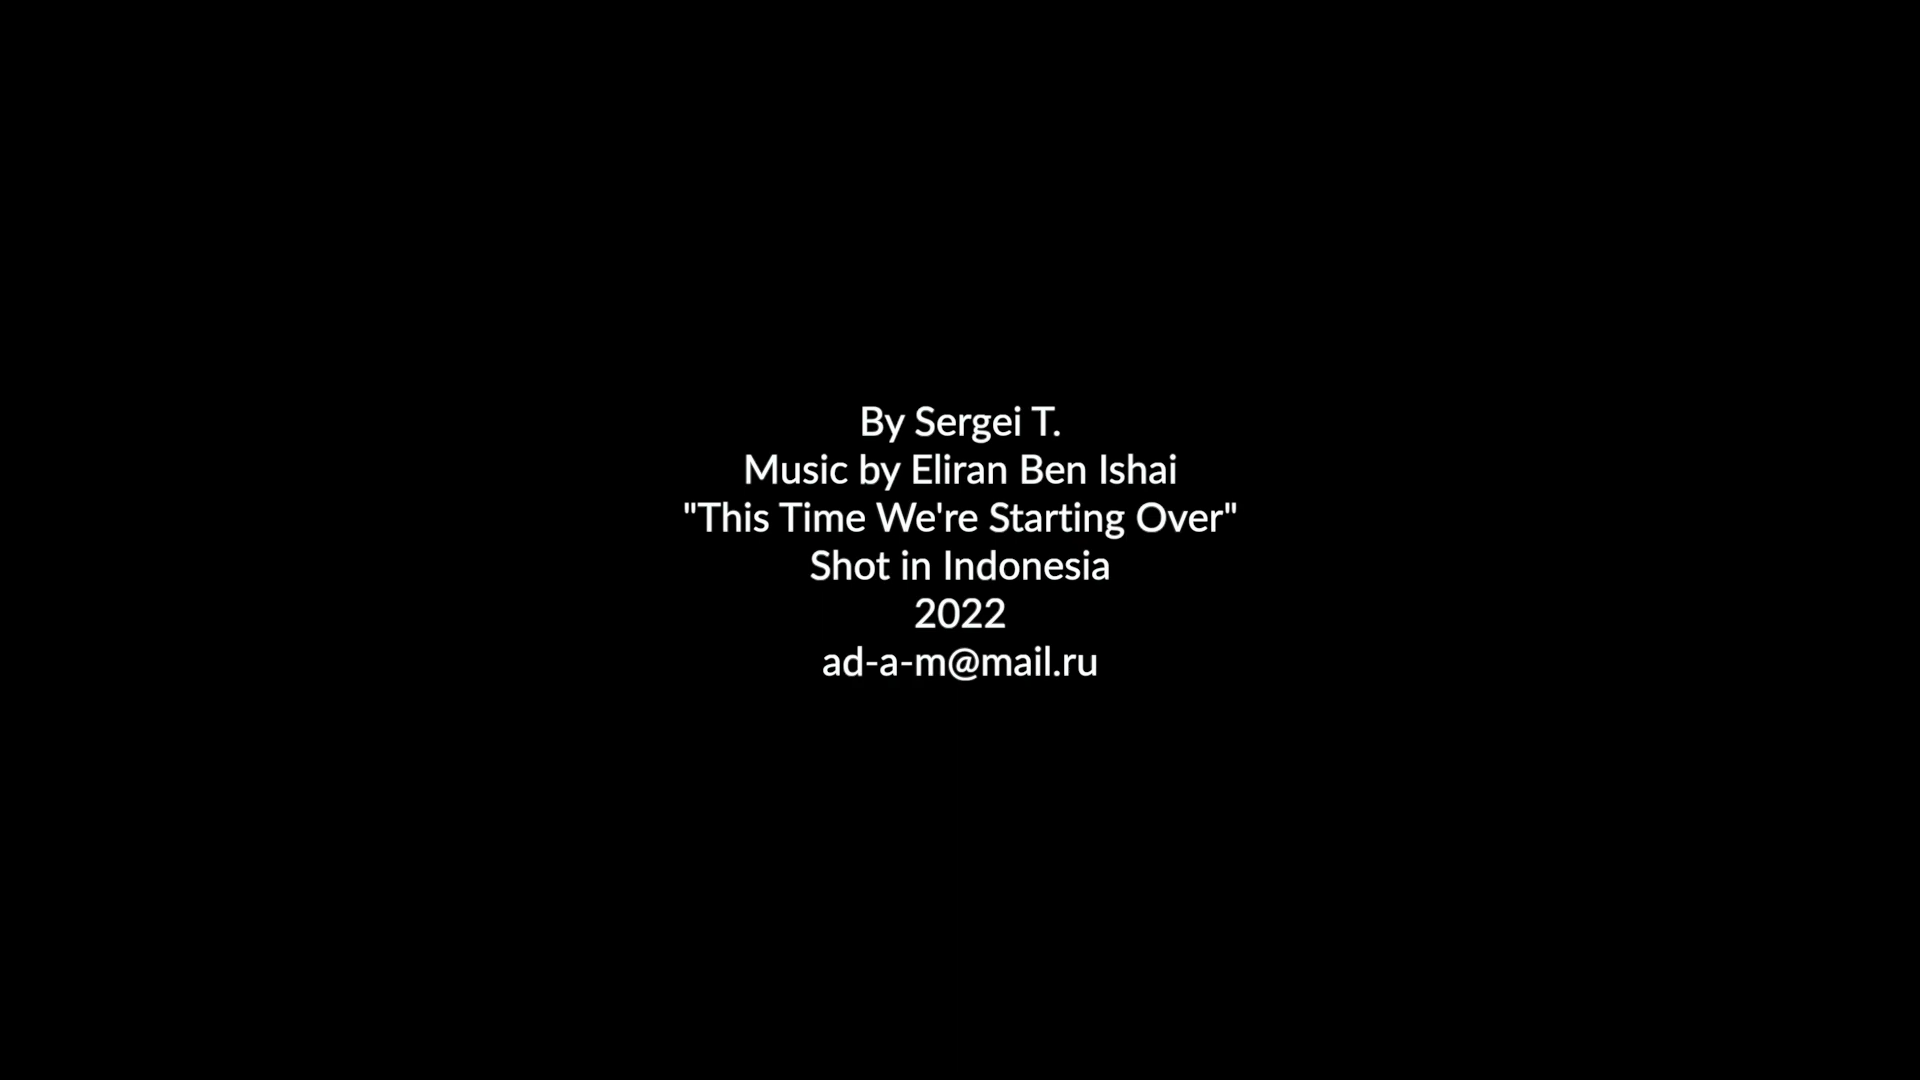 By Sergei T.
Music by Eliran Ben Ishai
"This Time We're Starting Over"
Shot in Indonesia
2022
ad-a-m@mail.ru